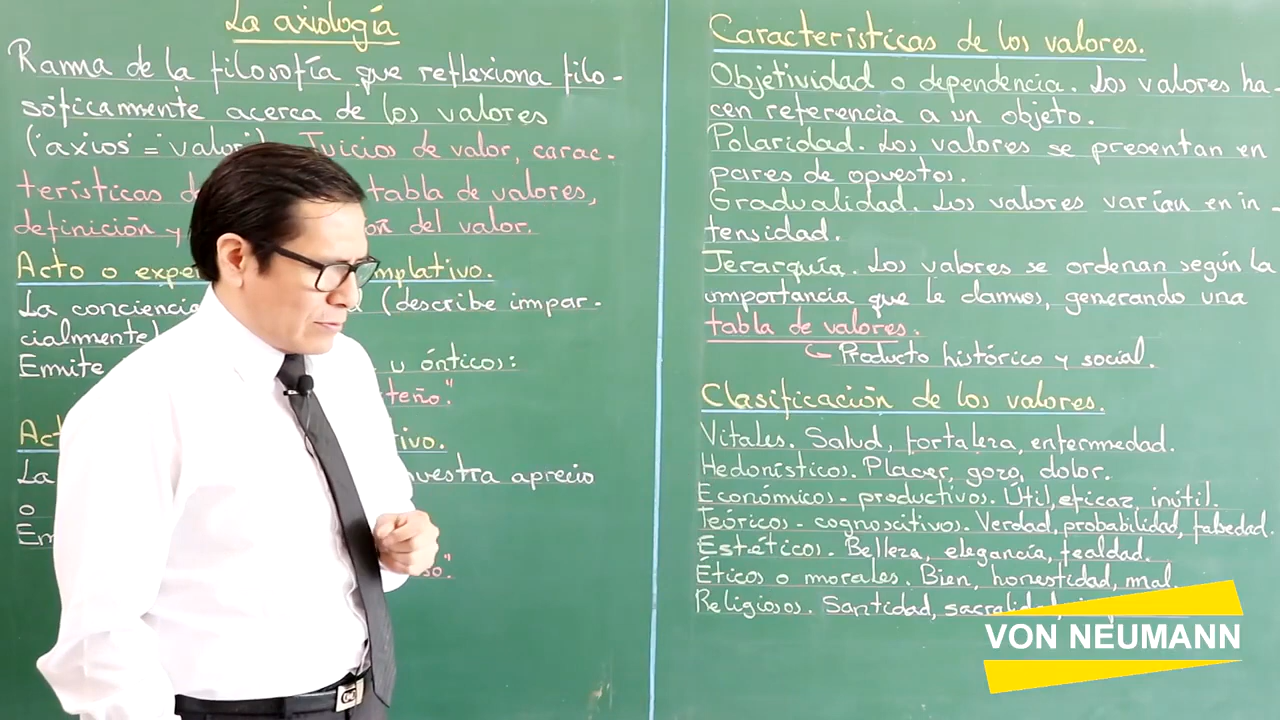 La axiología
Rama de la filosofía que reflexiona filo-
sóficamente acerca de los valores
('axios' = valor). Juicios de valor, carac-
terísticas de tabla de valores,
definición y del valor.
Acto o mplativo.
La conciencia (describe impar-
cialmente)
Emite u ónticos:
teño."
ivo.
La muestra aprecio
o
so."
Características de los valores.
Objetividad o dependencia. Los valores ha-
cen referencia a un objeto.
Polaridad. Los valores se presentan en
pares de opuestos.
Gradualidad. Los valores varían en in-
tensidad.
Jerarquía. Los valores se ordenan según la
importancia que le damos, generando una
tabla de valores.
Producto histórico y social.
Clasificación de los valores.
Vitales. Salud, fortaleza, enfermedad.
Hedonísticos. Placer, gozo, dolor.
Económicos - productivos. Útil, eficaz, inútil.
Teóricos - cognoscitivos. Verdad, probabilidad, falsedad.
Estéticos. Belleza, elegancia, fealdad.
Éticos o morales. Bien, honestidad, mal.
Religiosos. Santidad, sacralidad,
VON NEUMANN